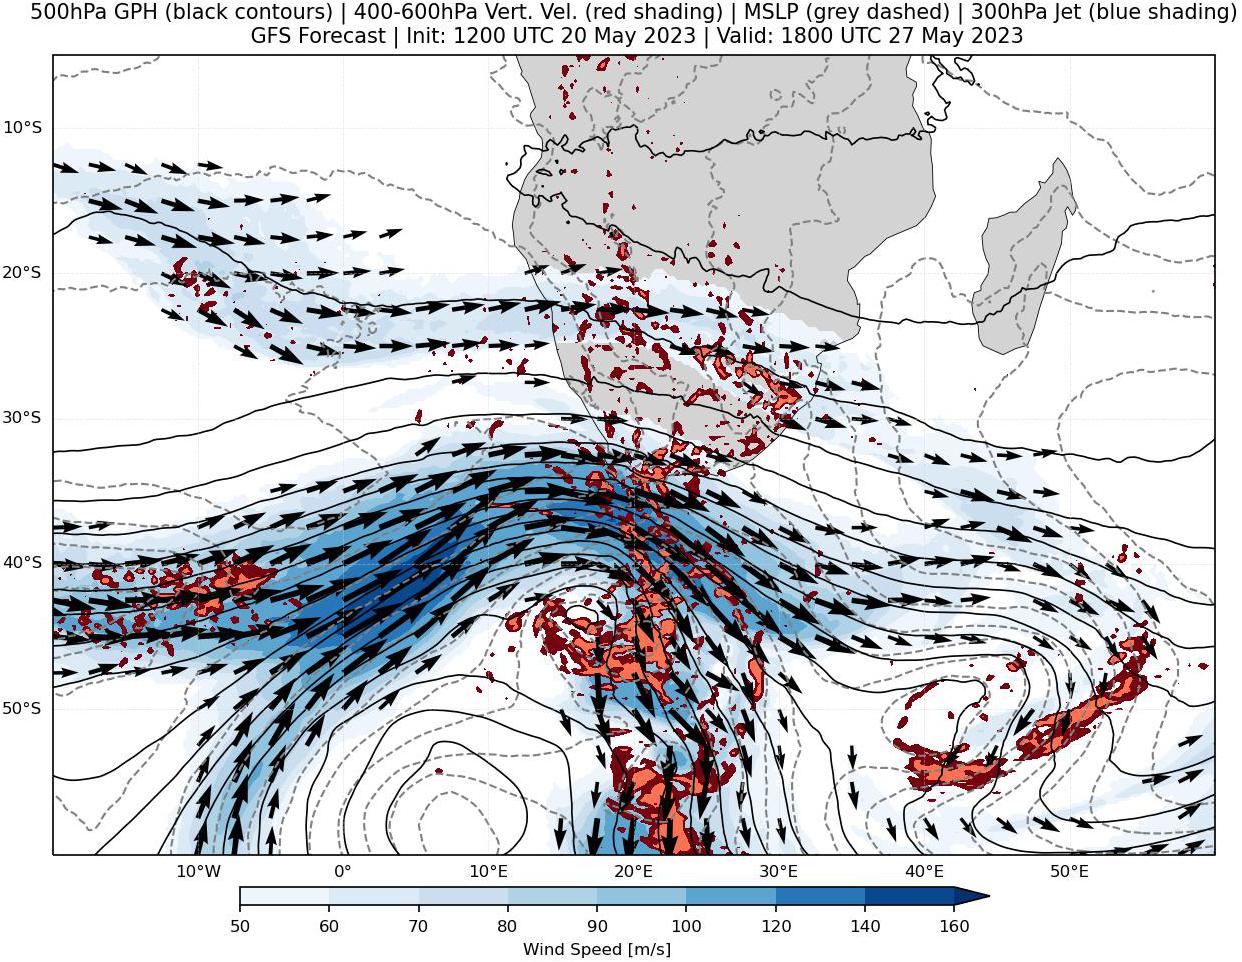 500hPa GPH (black contours) | 400-600hPa Vert. Vel. (red shading) | MSLP (grey dashed) | 300hPa Jet (blue shading)
GFS Forecast | Init: 1200 UTC 20 May 2023 | Valid: 1800 UTC 27 May 2023
10°S
20°S
30°S
40°S
50°S
10°W 0° 10°E 20°E 30°E 40°E 50°E
50 60 70 80 90 100 120 140 160
Wind Speed [m/s]